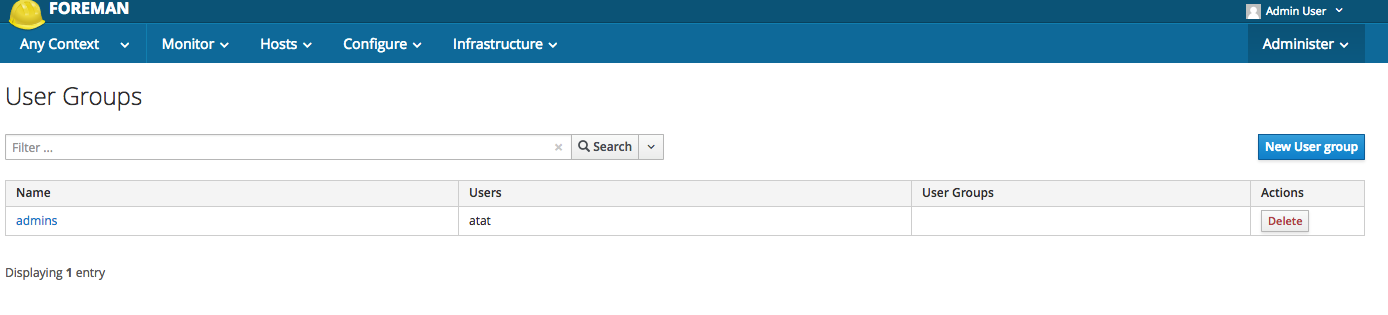 FOREMAN
Admin User
Any Context Monitor Hosts Configure Infrastructure Administer
User Groups
Filter ... × Search New User group
Name Users User Groups Actions
admins atat Delete
Displaying 1 entry